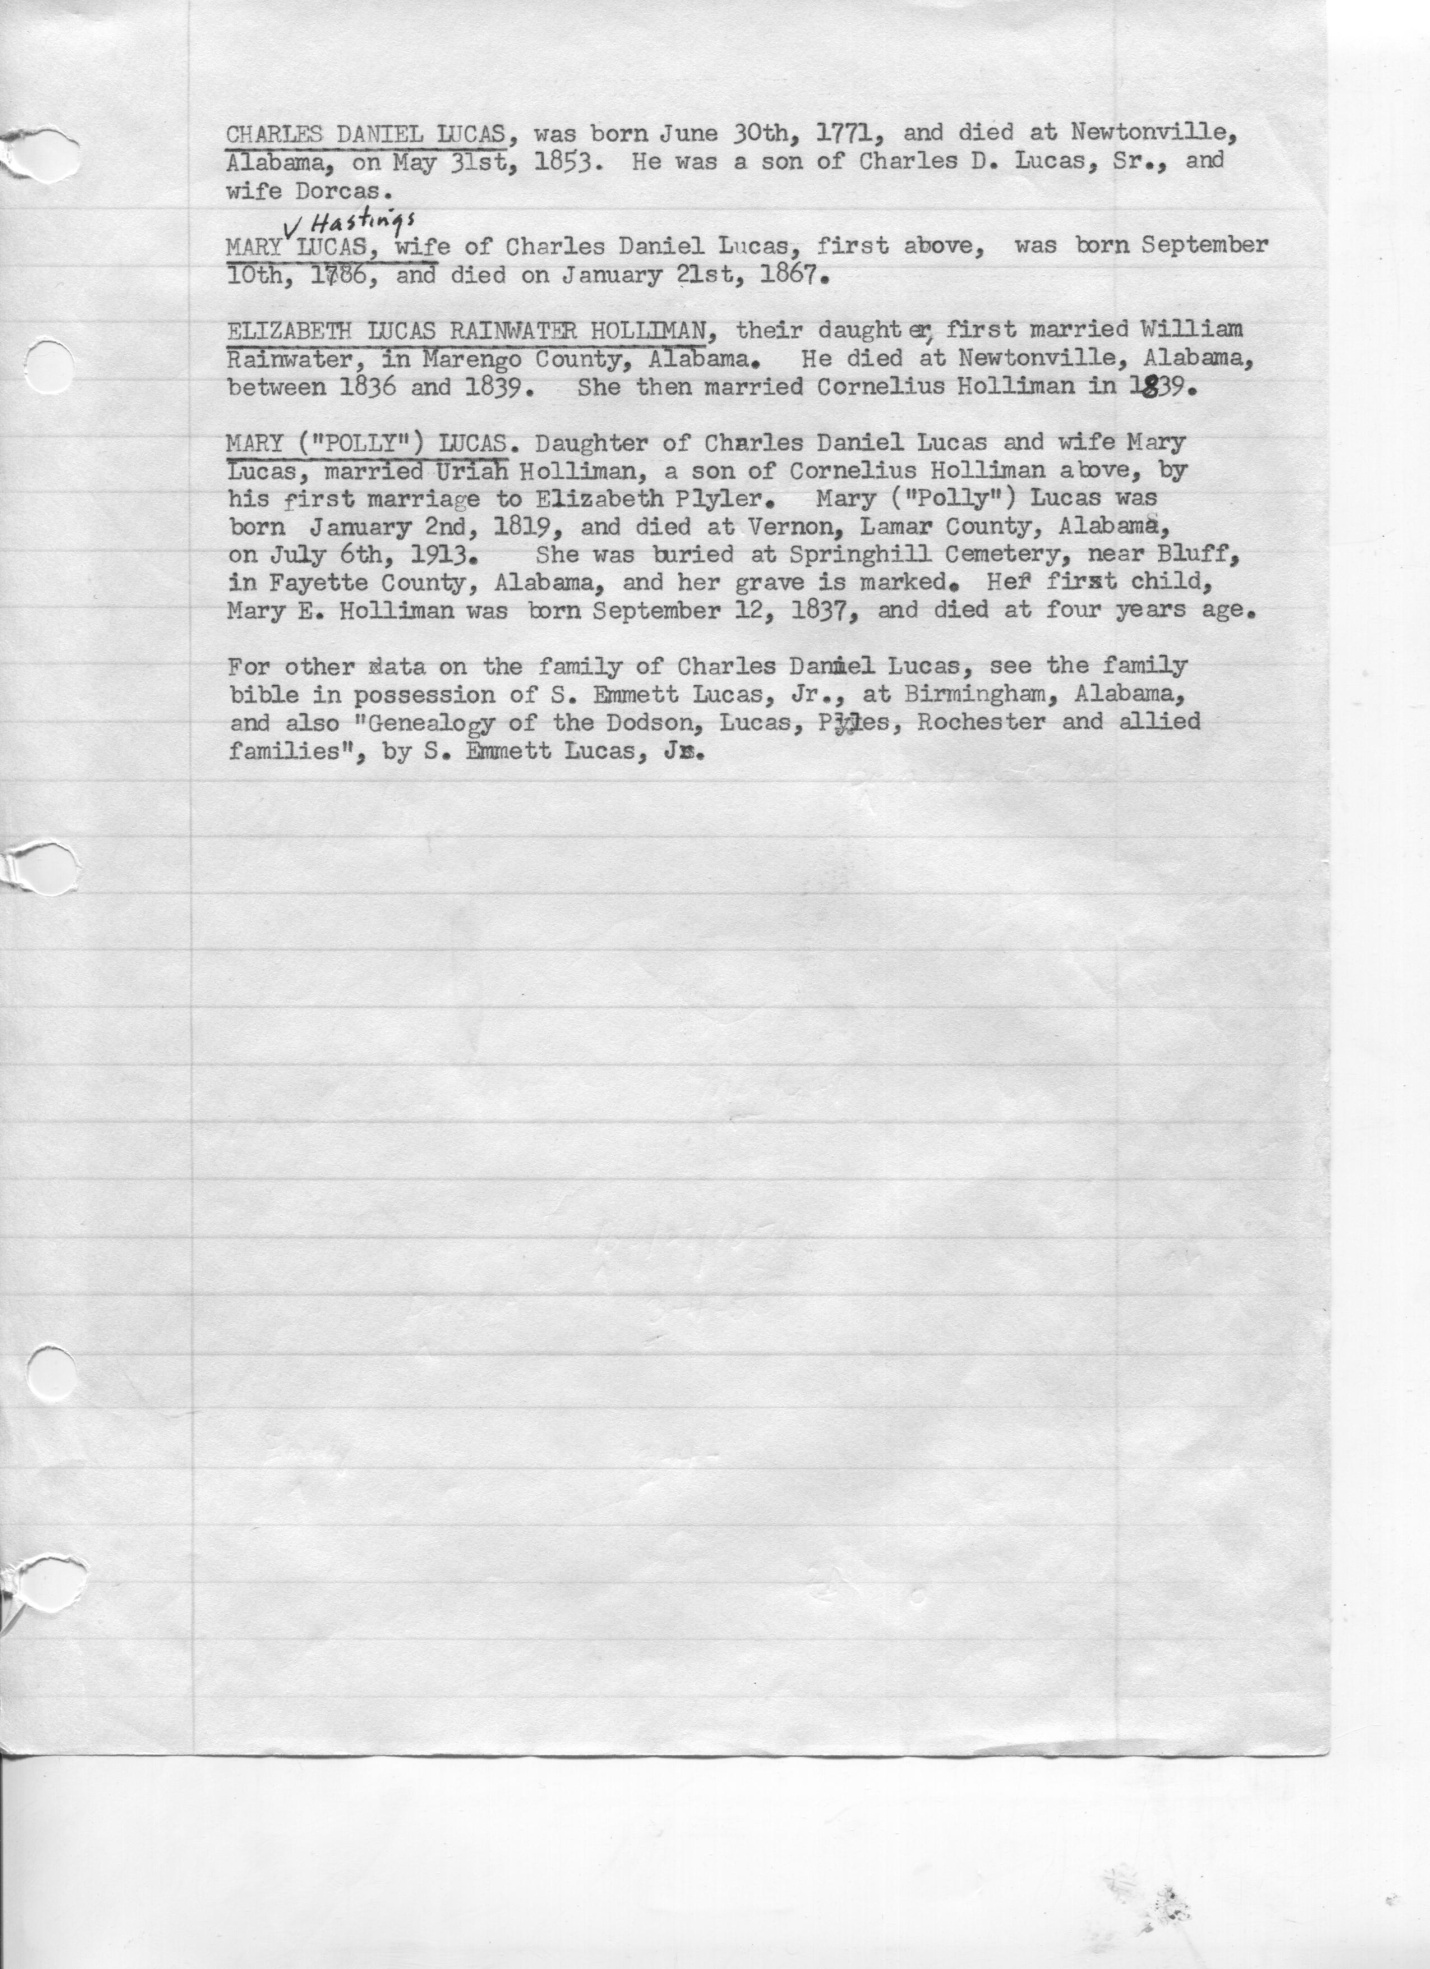 CHARLES DANIEL LUCAS, was born June 30th, 1771, and died at Newtonville,
Alabama, on May 31st, 1853. He was a son of Charles D. Lucas, Sr., and
wife Dorcas.
√ Hastings
MARY LUCAS, wife of Charles Daniel Lucas, first above, was born September
10th, 1786, and died on January 21st, 1867.
ELIZABETH LUCAS RAINWATER HOLLIMAN, their daughter, first married William
Rainwater, in Marengo County, Alabama. He died at Newtonville, Alabama,
between 1836 and 1839. She then married Cornelius Holliman in 1839.
MARY ("POLLY") LUCAS. Daughter of Charles Daniel Lucas and wife Mary
Lucas, married Uriah Holliman, a son of Cornelius Holliman above, by
his first marriage to Elizabeth Plyler. Mary ("Polly") Lucas was
born January 2nd, 1819, and died at Vernon, Lamar County, Alabama,
on July 6th, 1913. She was buried at Springhill Cemetery, near Bluff,
in Fayette County, Alabama, and her grave is marked. Her first child,
Mary E. Holliman was born September 12, 1837, and died at four years age.
For other data on the family of Charles Daniel Lucas, see the family
bible in possession of S. Emmett Lucas, Jr., at Birmingham, Alabama,
and also "Genealogy of the Dodson, Lucas, Pyles, Rochester and allied
families", by S. Emmett Lucas, Jr.